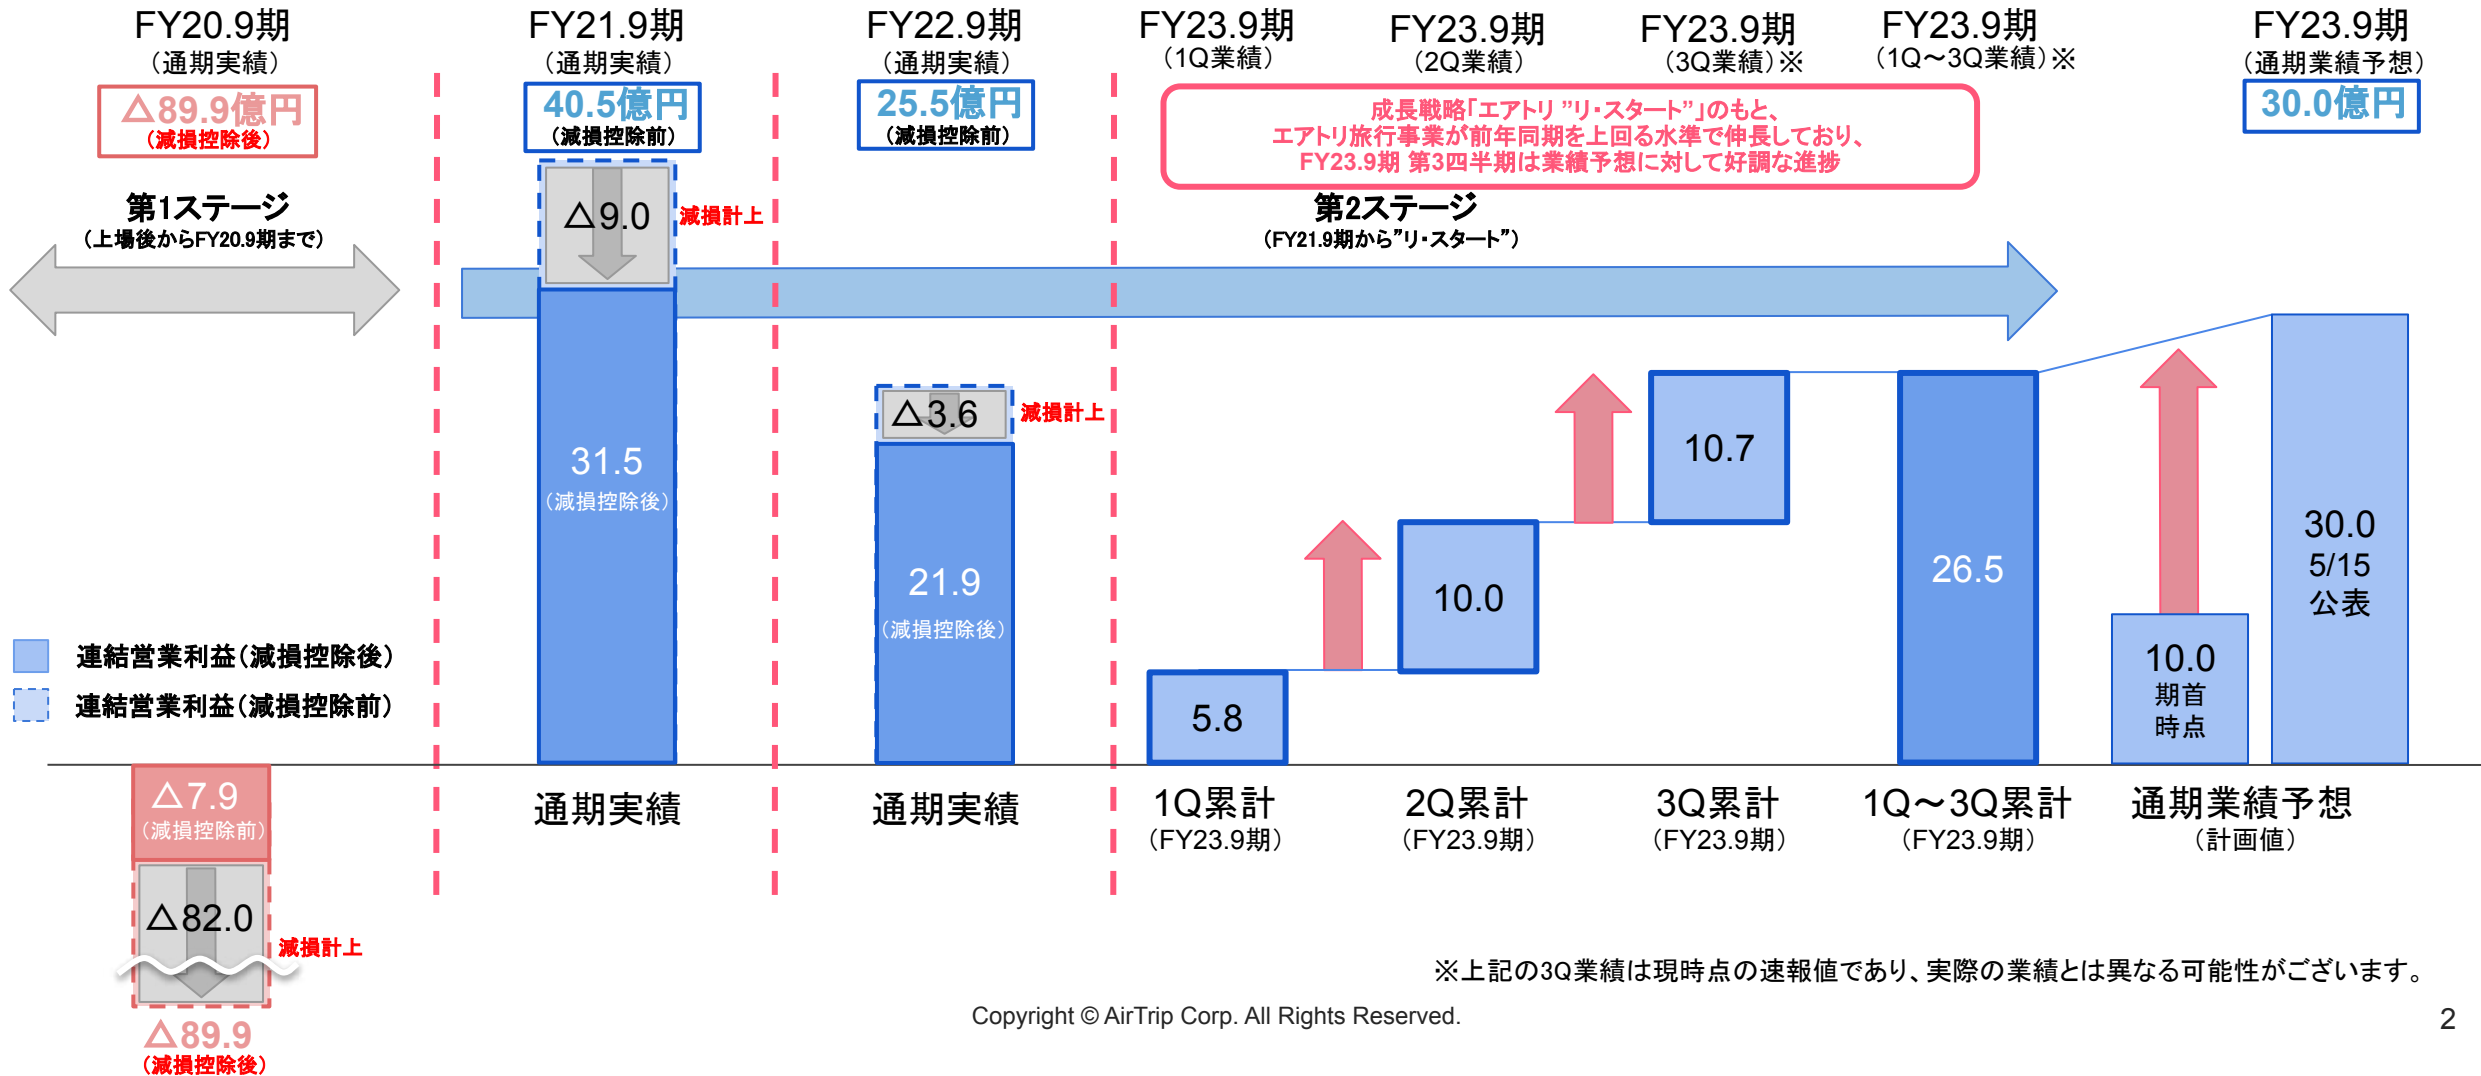 FY20.9期
（通期実績）
△89.9億円
（減損控除後）
FY21.9期
（通期実績）
40.5億円
（減損控除前）
FY22.9期
（通期実績）
25.5億円
（減損控除前）
FY23.9期
（1Q業績）
FY23.9期
（2Q業績）
FY23.9期
（3Q業績）※
FY23.9期
（1Q～3Q業績）※
FY23.9期
（通期業績予想）
30.0億円
成長戦略「エアトリ ”リ・スタート”」のもと、
エアトリ旅行事業が前年同期を上回る水準で伸長しており、
FY23.9期 第3四半期は業績予想に対して好調な進捗
第1ステージ
（上場後からFY20.9期まで）
第2ステージ
（FY21.9期から”リ・スタート”）
△9.0
減損計上
31.5
（減損控除後）
△3.6
減損計上
21.9
（減損控除後）
5.8
10.0
10.7
26.5
10.0
期首
時点
30.0
5/15
公表
連結営業利益（減損控除後）
連結営業利益（減損控除前）
△7.9
（減損控除前）
△82.0
減損計上
△89.9
（減損控除後）
通期実績
通期実績
1Q累計
（FY23.9期）
2Q累計
（FY23.9期）
3Q累計
（FY23.9期）
1Q～3Q累計
（FY23.9期）
通期業績予想
（計画値）
※上記の3Q業績は現時点の速報値であり、実際の業績とは異なる可能性がございます。
Copyright © AirTrip Corp. All Rights Reserved.
2